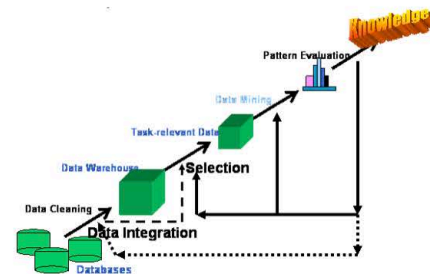 Knowledge
Pattern Evaluation
Data Mining
Task-relevant Data
Selection
Data Warehouse
Data Cleaning
Data Integration
Databases